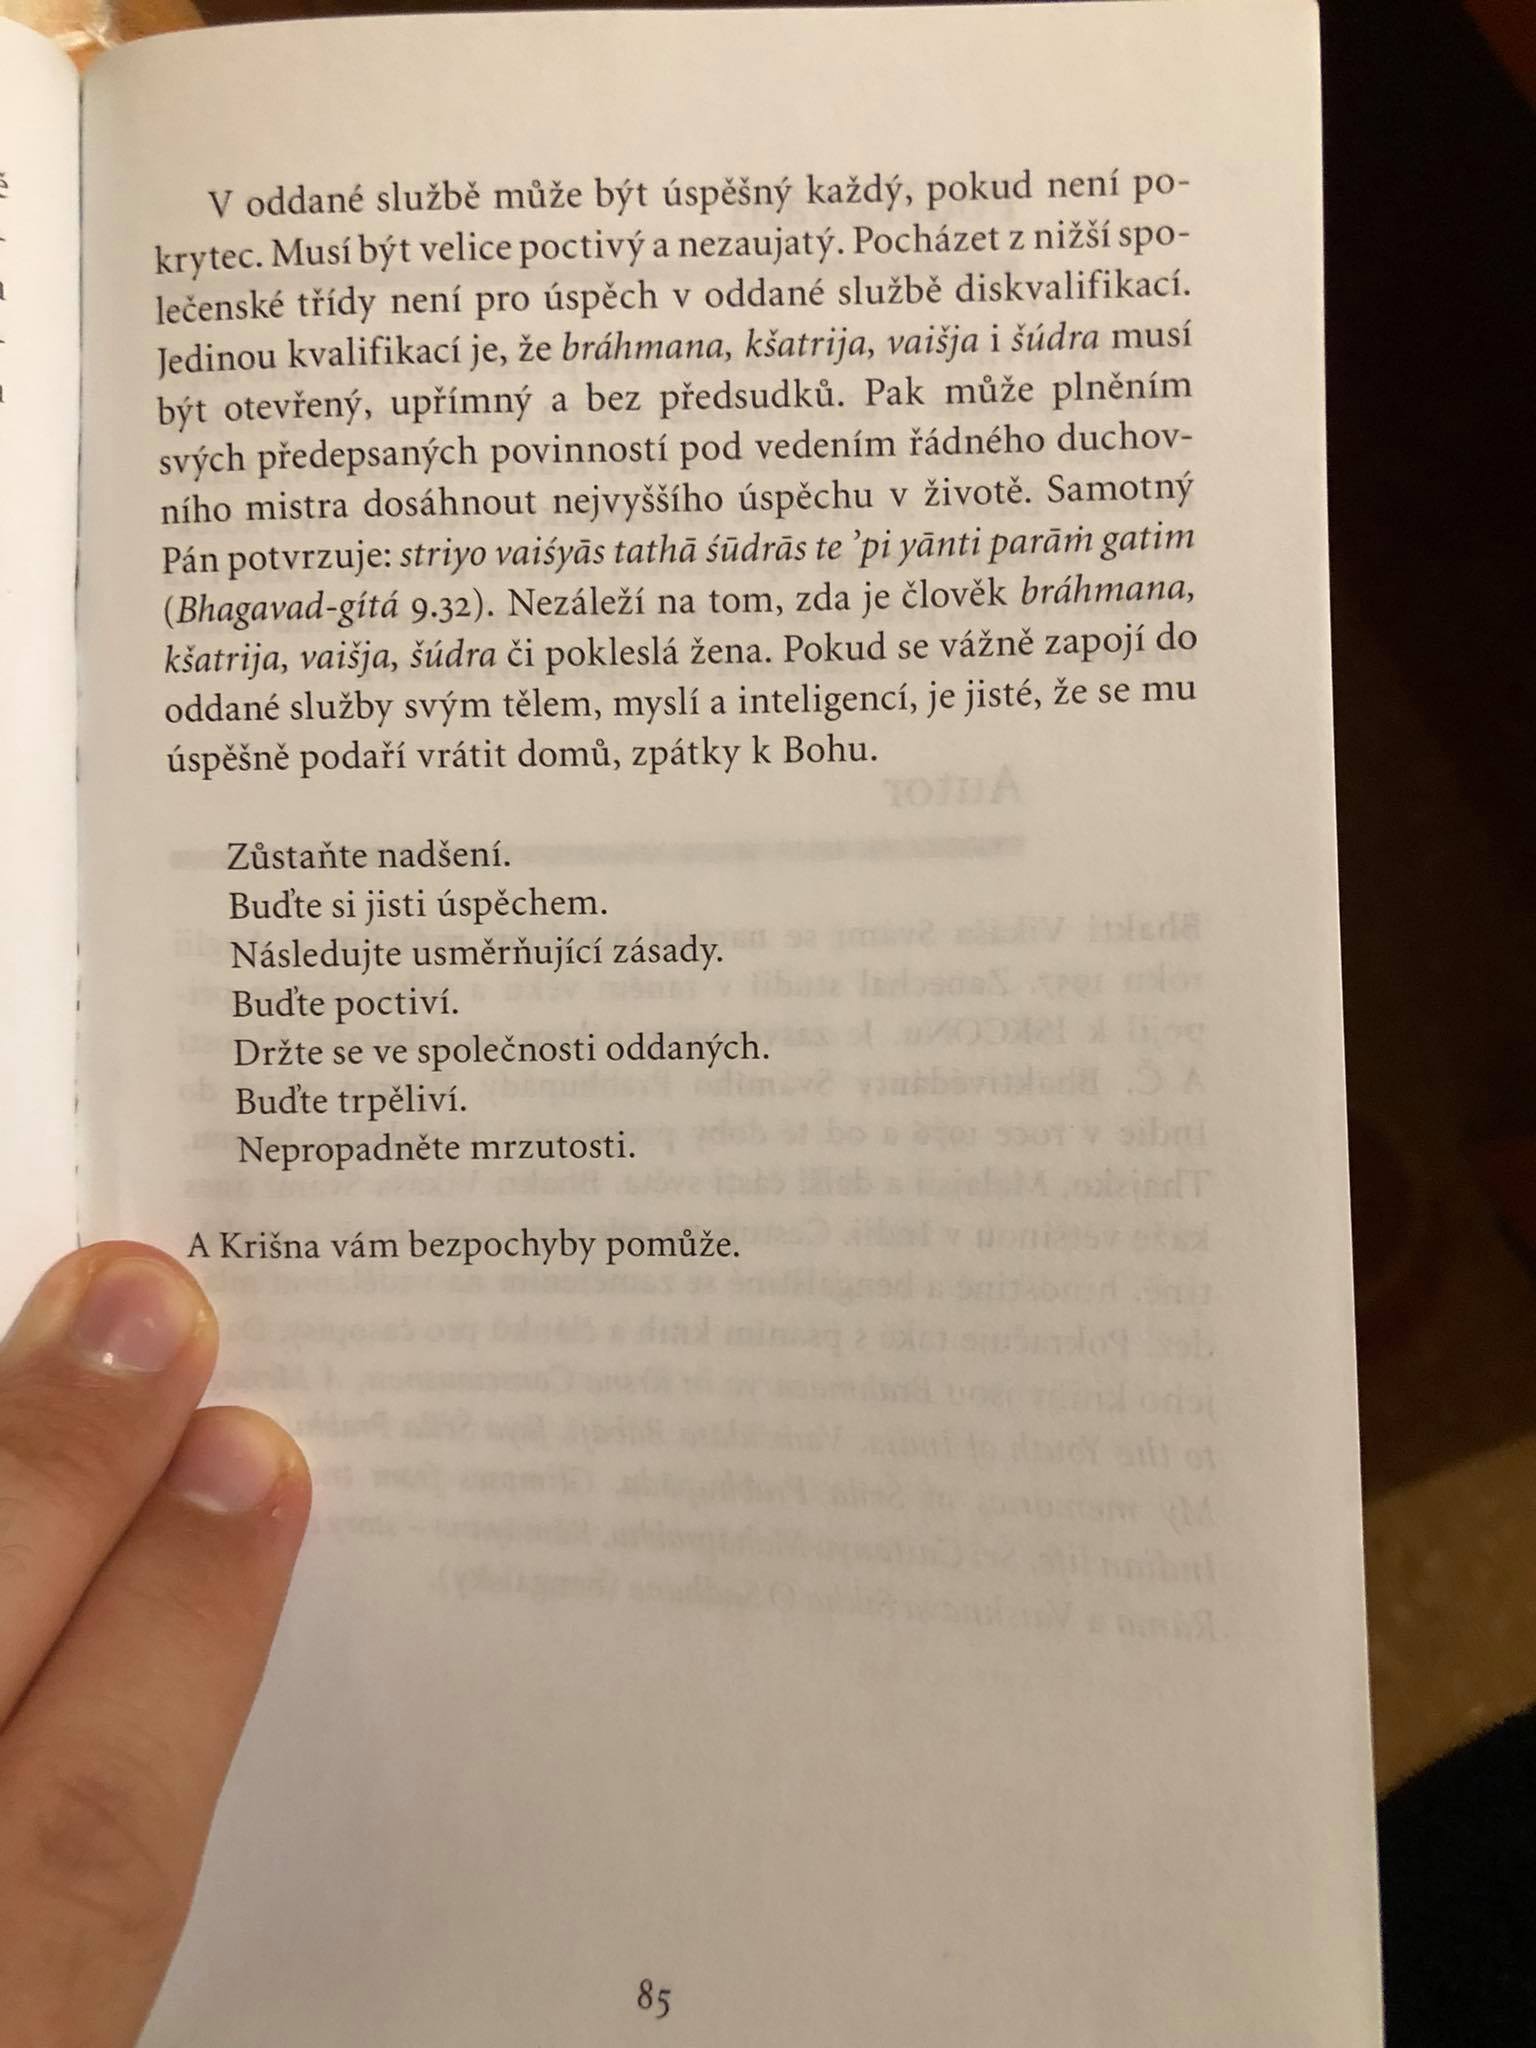 V oddané službě může být úspěšný každý, pokud není po-
krytec. Musí být velice poctivý a nezaujatý. Pocházet z nižší spo-
lečenské třídy není pro úspěch v oddané službě diskvalifikací.
Jedinou kvalifikací je, že bráhmana, kšatrija, vaišja i šúdra musí
být otevřený, upřímný a bez předsudků. Pak může plněním
svých předepsaných povinností pod vedením řádného duchov-
ního mistra dosáhnout nejvyššího úspěchu v životě. Samotný
Pán potvrzuje: striyo vaiśyās tathā śūdrās te ’pi yānti parāṁ gatim
(Bhagavad-gítá 9.32). Nezáleží na tom, zda je člověk bráhmana,
kšatrija, vaišja, šúdra či pokleslá žena. Pokud se vážně zapojí do
oddané služby svým tělem, myslí a inteligencí, je jisté, že se mu
úspěšně podaří vrátit domů, zpátky k Bohu.
Zůstaňte nadšení.
Buďte si jisti úspěchem.
Následujte usměrňující zásady.
Buďte poctiví.
Držte se ve společnosti oddaných.
Buďte trpěliví.
Nepropadněte mrzutosti.
A Krišna vám bezpochyby pomůže.
85